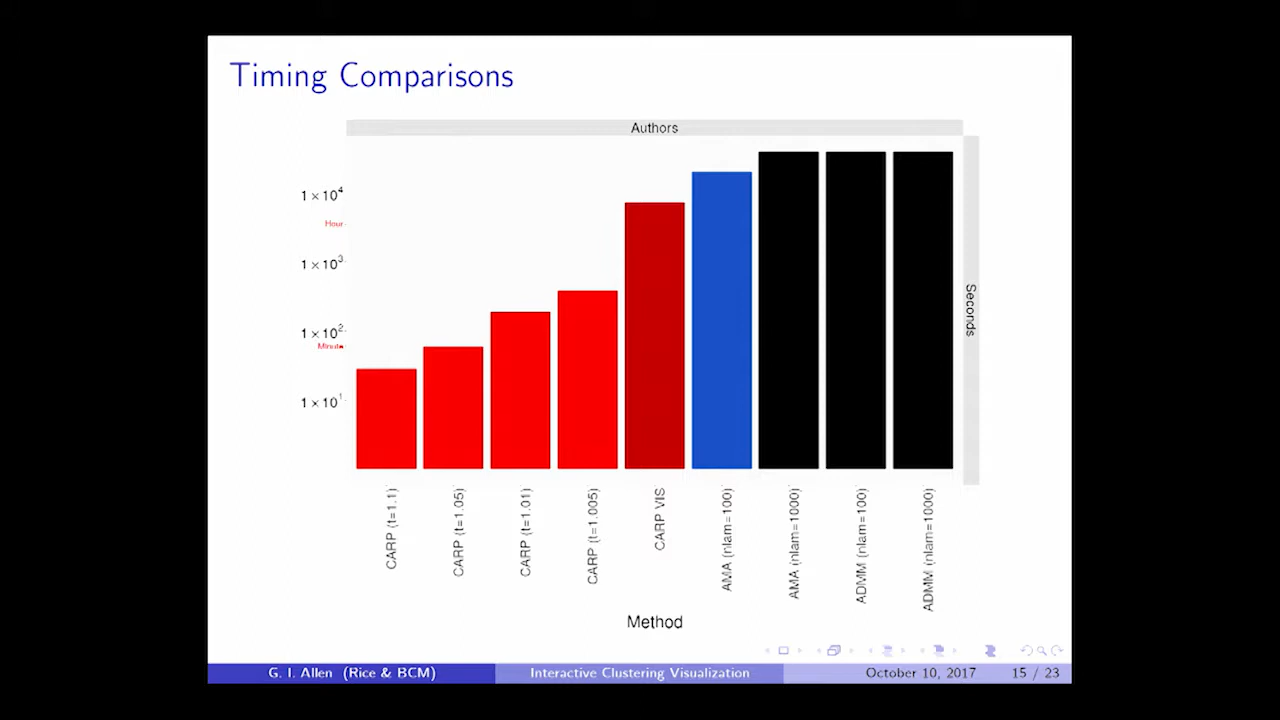 Timing Comparisons
Authors
1×10⁴
Hour
1×10³
1×10²
Minute
1×10¹
Seconds
CARP (t=1.1)
CARP (t=1.05)
CARP (t=1.01)
CARP (t=1.005)
CARP VIS
AMA (nlam=100)
AMA (nlam=1000)
ADMM (nlam=100)
ADMM (nlam=1000)
Method
G. I. Allen (Rice & BCM) Interactive Clustering Visualization October 10, 2017 15 / 23